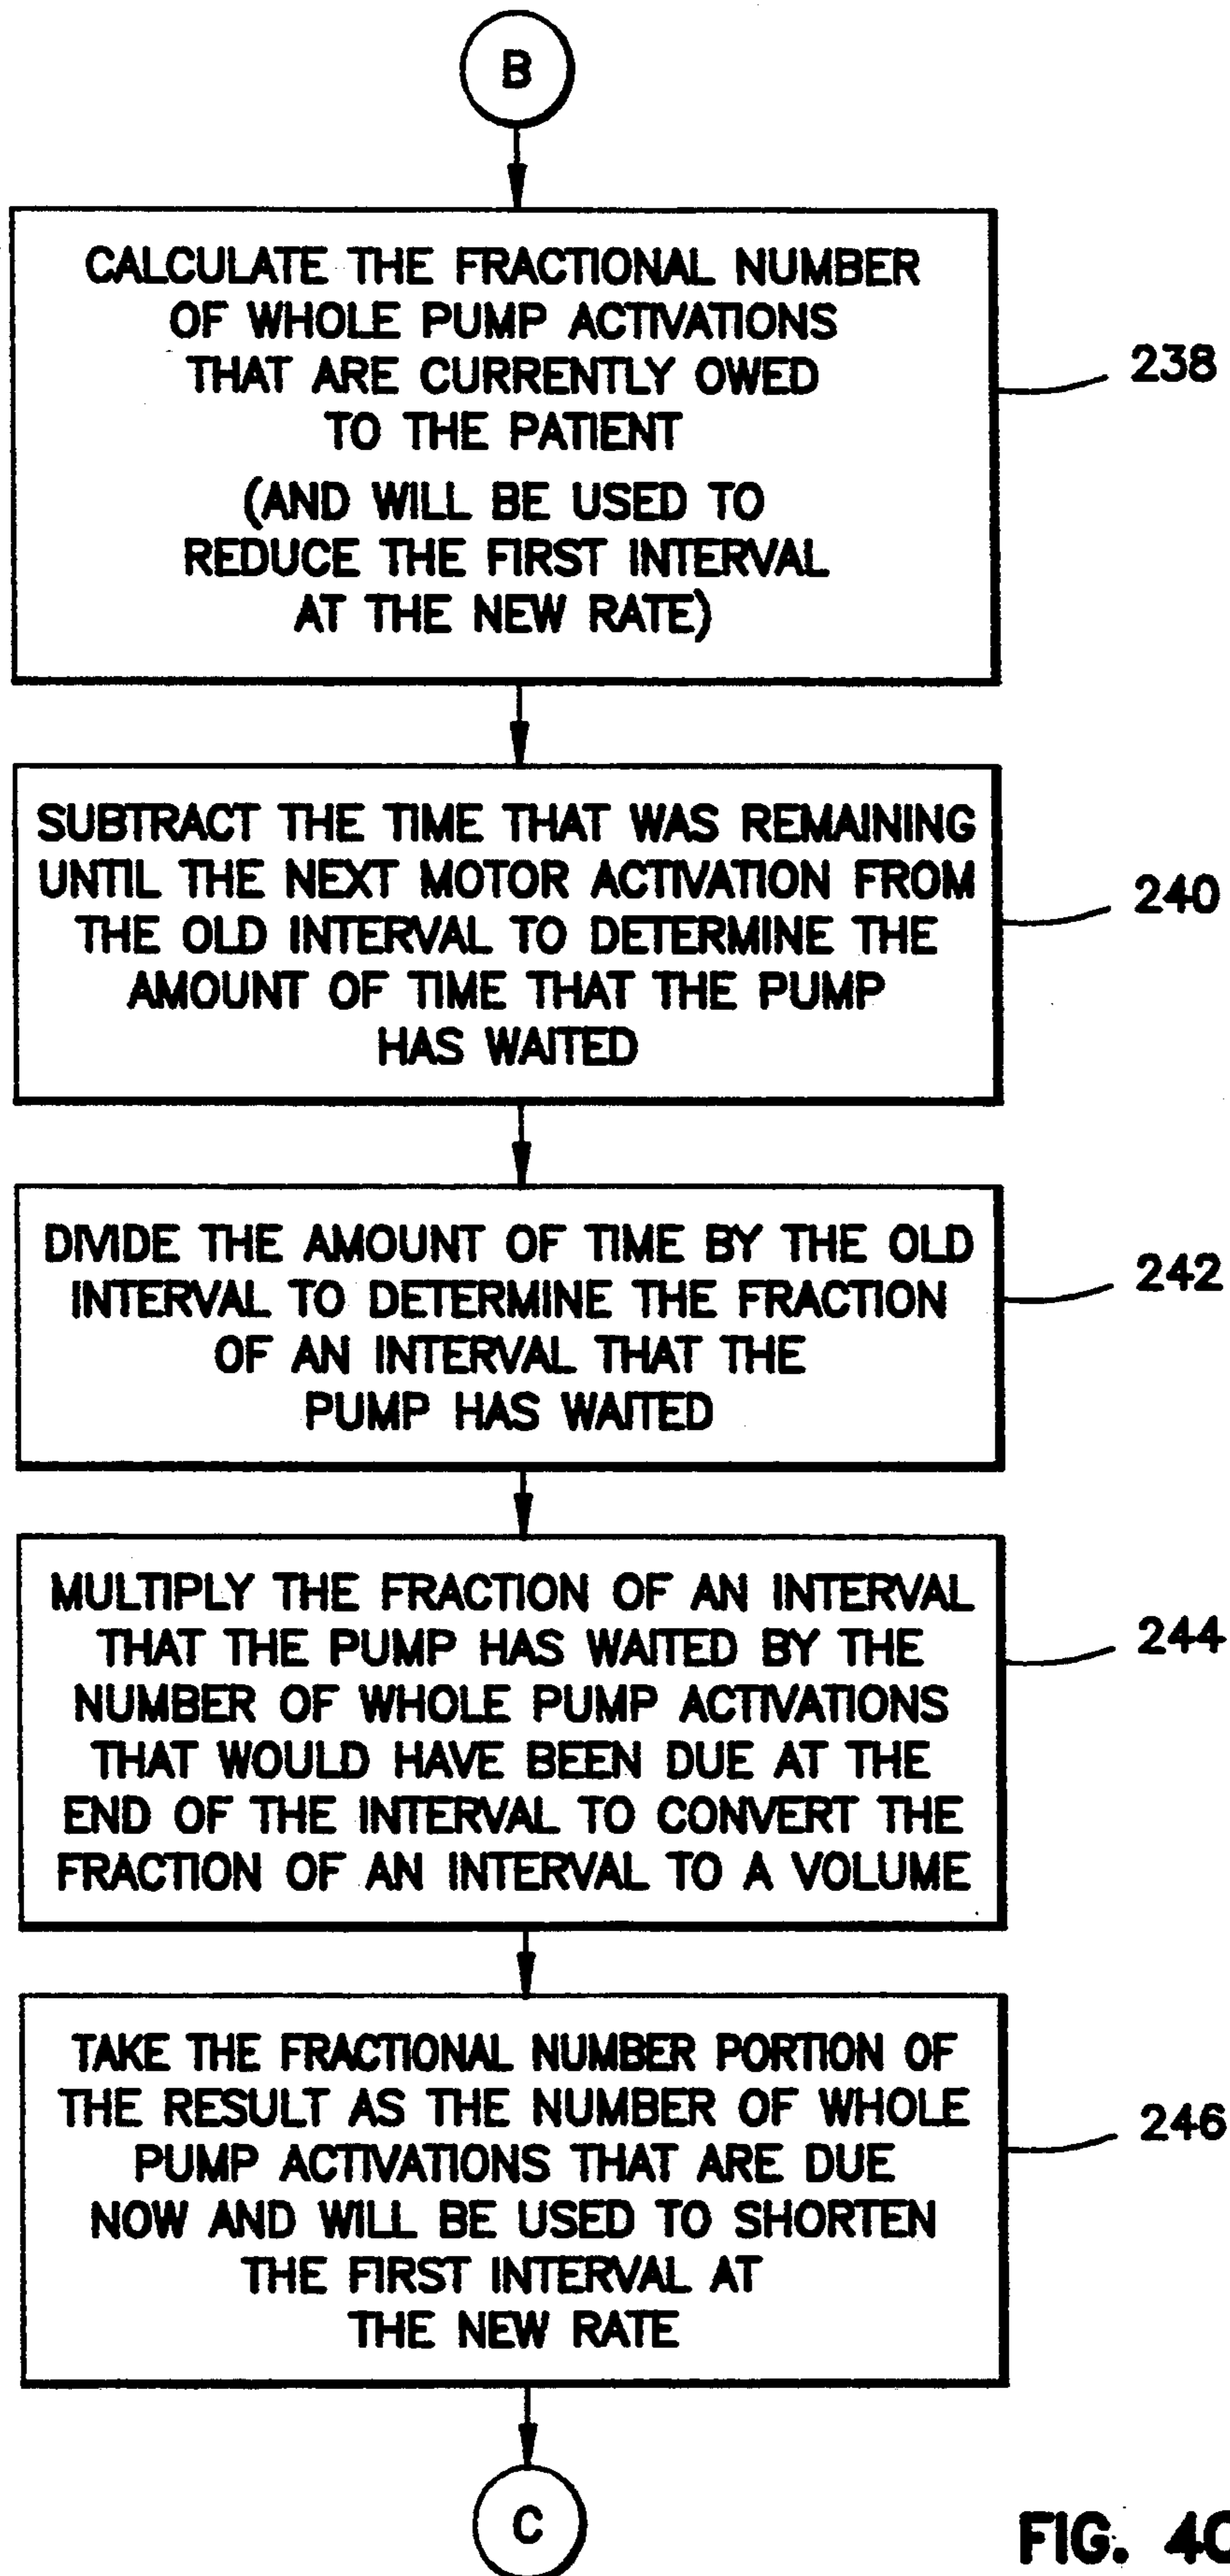 B
CALCULATE THE FRACTIONAL NUMBER
OF WHOLE PUMP ACTIVATIONS
THAT ARE CURRENTLY OWED
TO THE PATIENT
(AND WILL BE USED TO
REDUCE THE FIRST INTERVAL
AT THE NEW RATE)
238
SUBTRACT THE TIME THAT WAS REMAINING
UNTIL THE NEXT MOTOR ACTIVATION FROM
THE OLD INTERVAL TO DETERMINE THE
AMOUNT OF TIME THAT THE PUMP
HAS WAITED
240
DIVIDE THE AMOUNT OF TIME BY THE OLD
INTERVAL TO DETERMINE THE FRACTION
OF AN INTERVAL THAT THE
PUMP HAS WAITED
242
MULTIPLY THE FRACTION OF AN INTERVAL
THAT THE PUMP HAS WAITED BY THE
NUMBER OF WHOLE PUMP ACTIVATIONS
THAT WOULD HAVE BEEN DUE AT THE
END OF THE INTERVAL TO CONVERT THE
FRACTION OF AN INTERVAL TO A VOLUME
244
TAKE THE FRACTIONAL NUMBER PORTION OF
THE RESULT AS THE NUMBER OF WHOLE
PUMP ACTIVATIONS THAT ARE DUE
NOW AND WILL BE USED TO SHORTEN
THE FIRST INTERVAL AT
THE NEW RATE
246
C
FIG. 4C